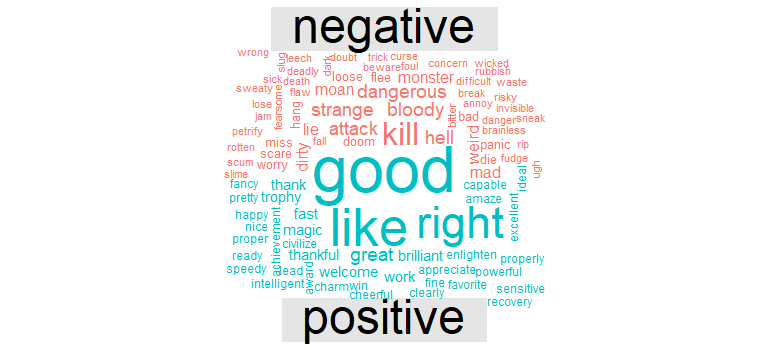 negative
wrong leech doubt trick curse
slug dark beware foul concern wicked
sick deadly death loose flee monster difficult rubbish waste
sweaty fearsome flaw moan dangerous break risky
lose hang strange bloody bitter annoy invisible
jam lie attack kill hell bad danger sneak
petrify miss fall doom weird brainless
rotten scare dirty panic rip
scum worry die fudge
slime mad ugh
fancy thank good capable ideal
pretty trophy amaze
happy achievement fast like right excellent
nice magic
proper civilize
ready thankful great brilliant enlighten properly
speedy lead award welcome work appreciate powerful
intelligent charm win fine favorite sensitive
cheerful clearly recovery
positive